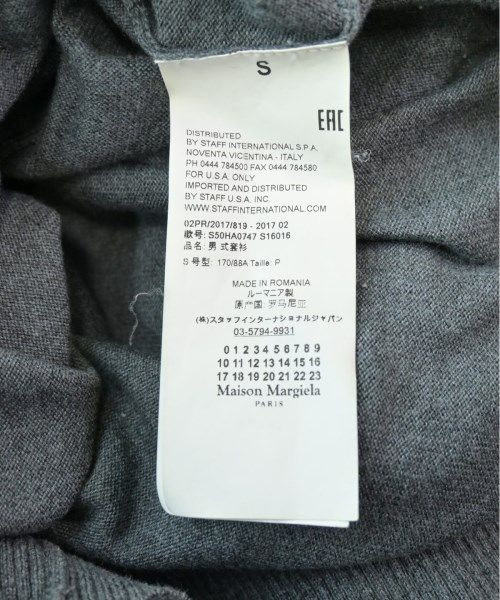 S
EAC
DISTRIBUTED
BY STAFF INTERNATIONAL S.P.A.
NOVENTA VICENTINA - ITALY
PH 0444 784500 FAX 0444 784580
FOR U.S.A. ONLY
IMPORTED AND DISTRIBUTED
BY STAFF U.S.A. INC.
WWW.STAFFINTERNATIONAL.COM
02PR/2017/819 - 2017 02
款号: S50HA0747 S16016
品名: 男 式套衫
S 号型: 170/88A Taille: P
MADE IN ROMANIA
ルーマニア製
原产国: 罗马尼亚
(株)スタッフインターナショナルジャパン
03-5794-9931
0 1 2 3 4 5 6 7 8 9
10 11 12 13 14 15 16
17 18 19 20 21 22 23
Maison Margiela
PARIS